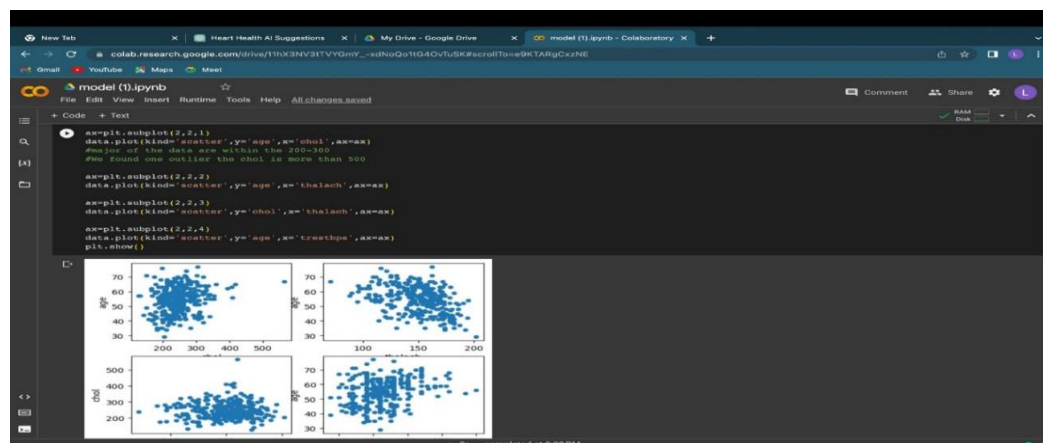 New Tab
Heart Health Ai Suggestions
My Drive - Google Drive
model (1).ipynb - Colaboratory
colab.research.google.com/drive/
Gmail YouTube Maps Meet
model (1).ipynb
File Edit View Insert Runtime Tools Help All changes saved
Comment Share L
+ Code + Text
RAM
Disk
ax=plt.subplot(2,2,1)
data.plot(kind='scatter',y='age',x='chol',ax=ax)
#major of the data are within the 200-300
#We found one outlier the chol is more than 500
ax=plt.subplot(2,2,2)
data.plot(kind='scatter',y='age',x='thalach',ax=ax)
ax=plt.subplot(2,2,3)
data.plot(kind='scatter',y='chol',x='thalach',ax=ax)
ax=plt.subplot(2,2,4)
data.plot(kind='scatter',y='age',x='trestbps',ax=ax)
plt.show()
70
60
50
40
30
age
200 300 400 500
70
60
50
40
30
age
100 150 200
500
400
300
200
chol
70
60
50
40
30
age